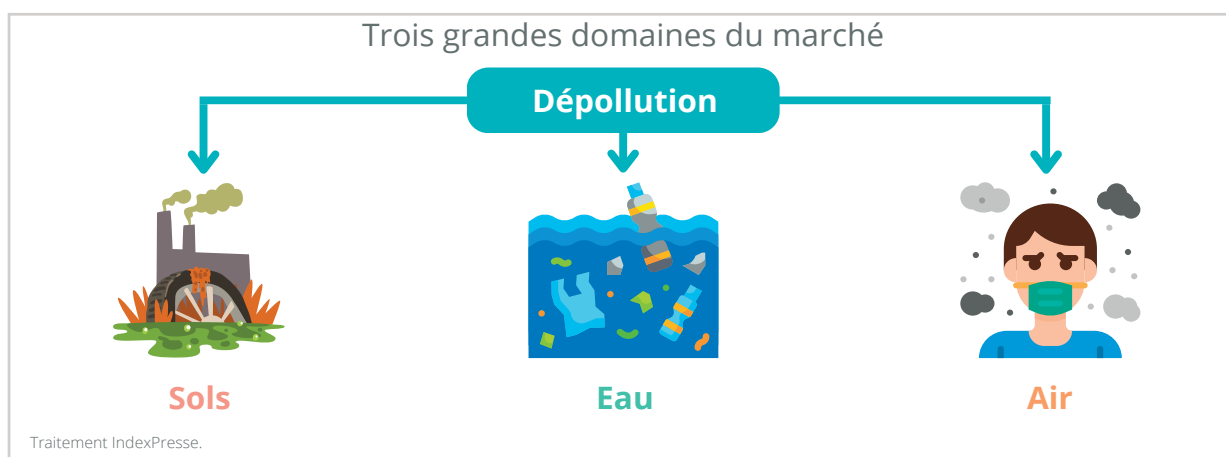 Trois grandes domaines du marché
Dépollution
Sols
Eau
Air
Traitement IndexPresse.